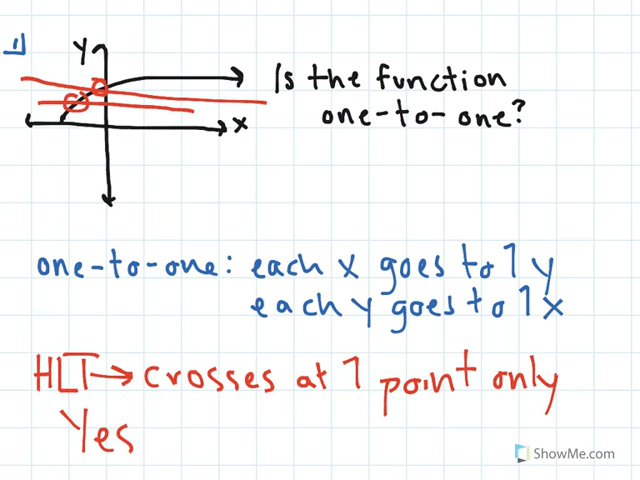 1)
Y
X
Is the function
one-to-one?
one-to-one: each x goes to 1 y
each y goes to 1 x
HLT→ crosses at 1 point only
Yes
ShowMe.com